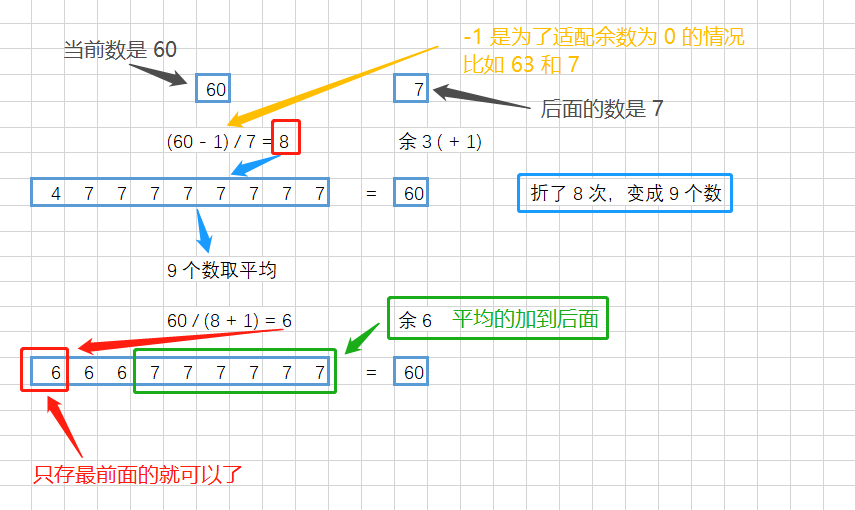 -1 是为了适配余数为 0 的情况
比如 63 和 7
当前数是 60
60
7
后面的数是 7
(60 - 1) / 7 = 8
余 3 ( + 1)
4 7 7 7 7 7 7 7 7 = 60
折了 8 次，变成 9 个数
9 个数取平均
60 / (8 + 1) = 6
余 6 平均的加到后面
6 6 6 7 7 7 7 7 7 = 60
只存最前面的就可以了